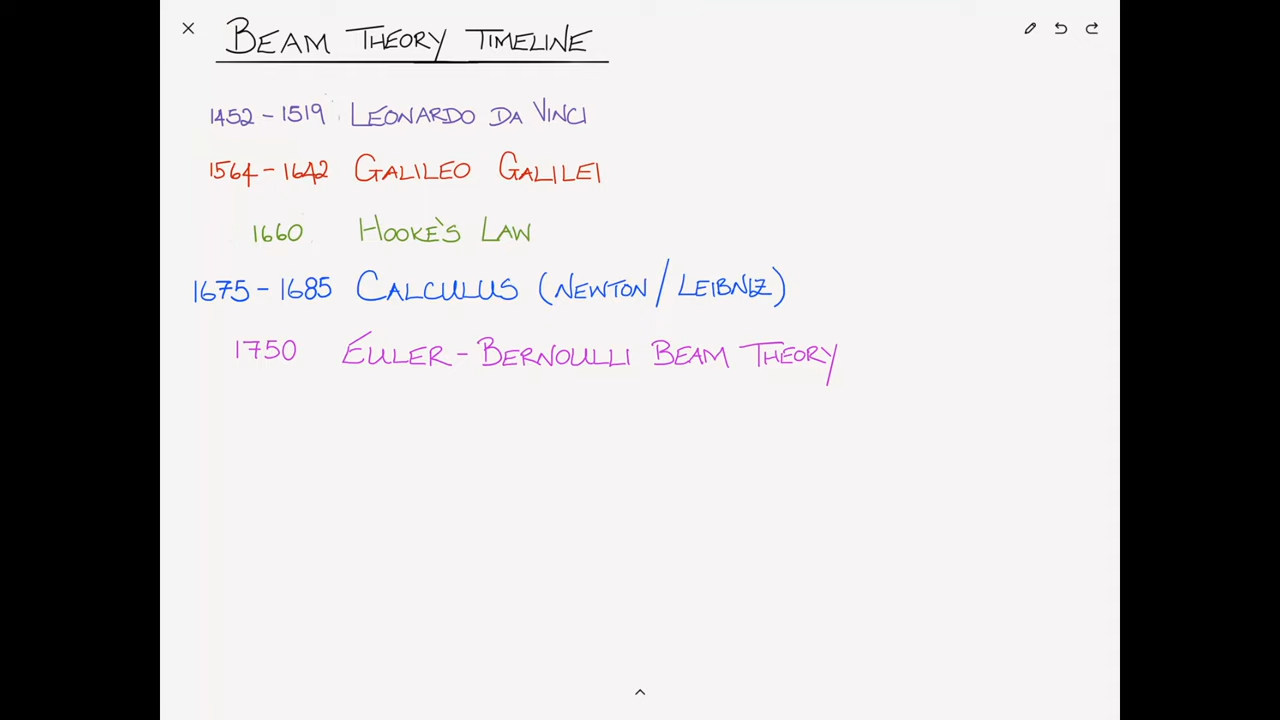 BEAM THEORY TIMELINE
1452 - 1519 LEONARDO DA VINCI
1564 - 1642 GALILEO GALILEI
1660 HOOKE'S LAW
1675 - 1685 CALCULUS (NEWTON / LEIBNIZ)
1750 EULER - BERNOULLI BEAM THEORY